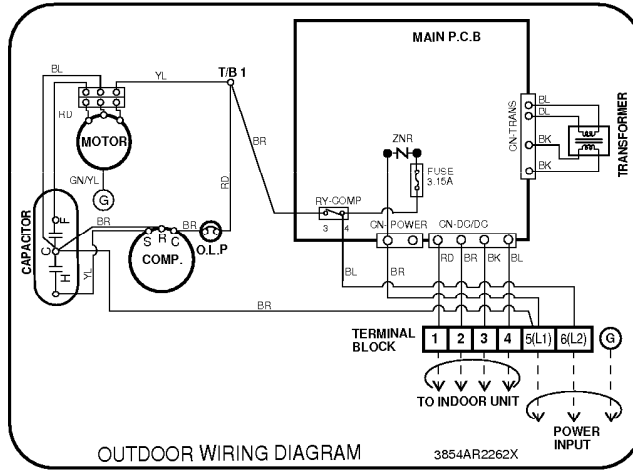 MAIN P.C.B
BL
YL
T/B 1
RD
MOTOR
GN/YL
G
BR
RD
ZNR
FUSE
3.15A
CN-TRANS
BL
BL
BK
BK
TRANSFORMER
RY-COMP
3 4
CN-POWER
CN-DC/DC
CAPACITOR
F
C
H
YL
BR
S R C
COMP.
BR
O.L.P
BL
BR
RD
BR
BK
BL
BR
TERMINAL
BLOCK
1 2 3 4 5(L1) 6(L2) G
TO INDOOR UNIT
POWER
INPUT
OUTDOOR WIRING DIAGRAM
3854AR2262X